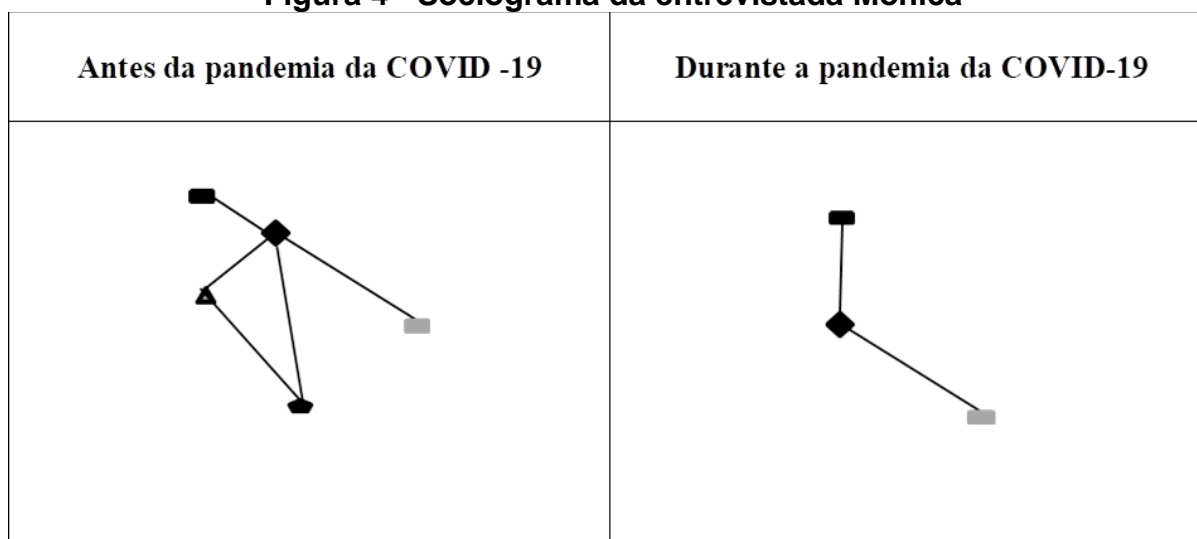 Figura 4 - Sociograma da entrevistada Mônica
Antes da pandemia da COVID -19
Durante a pandemia da COVID-19